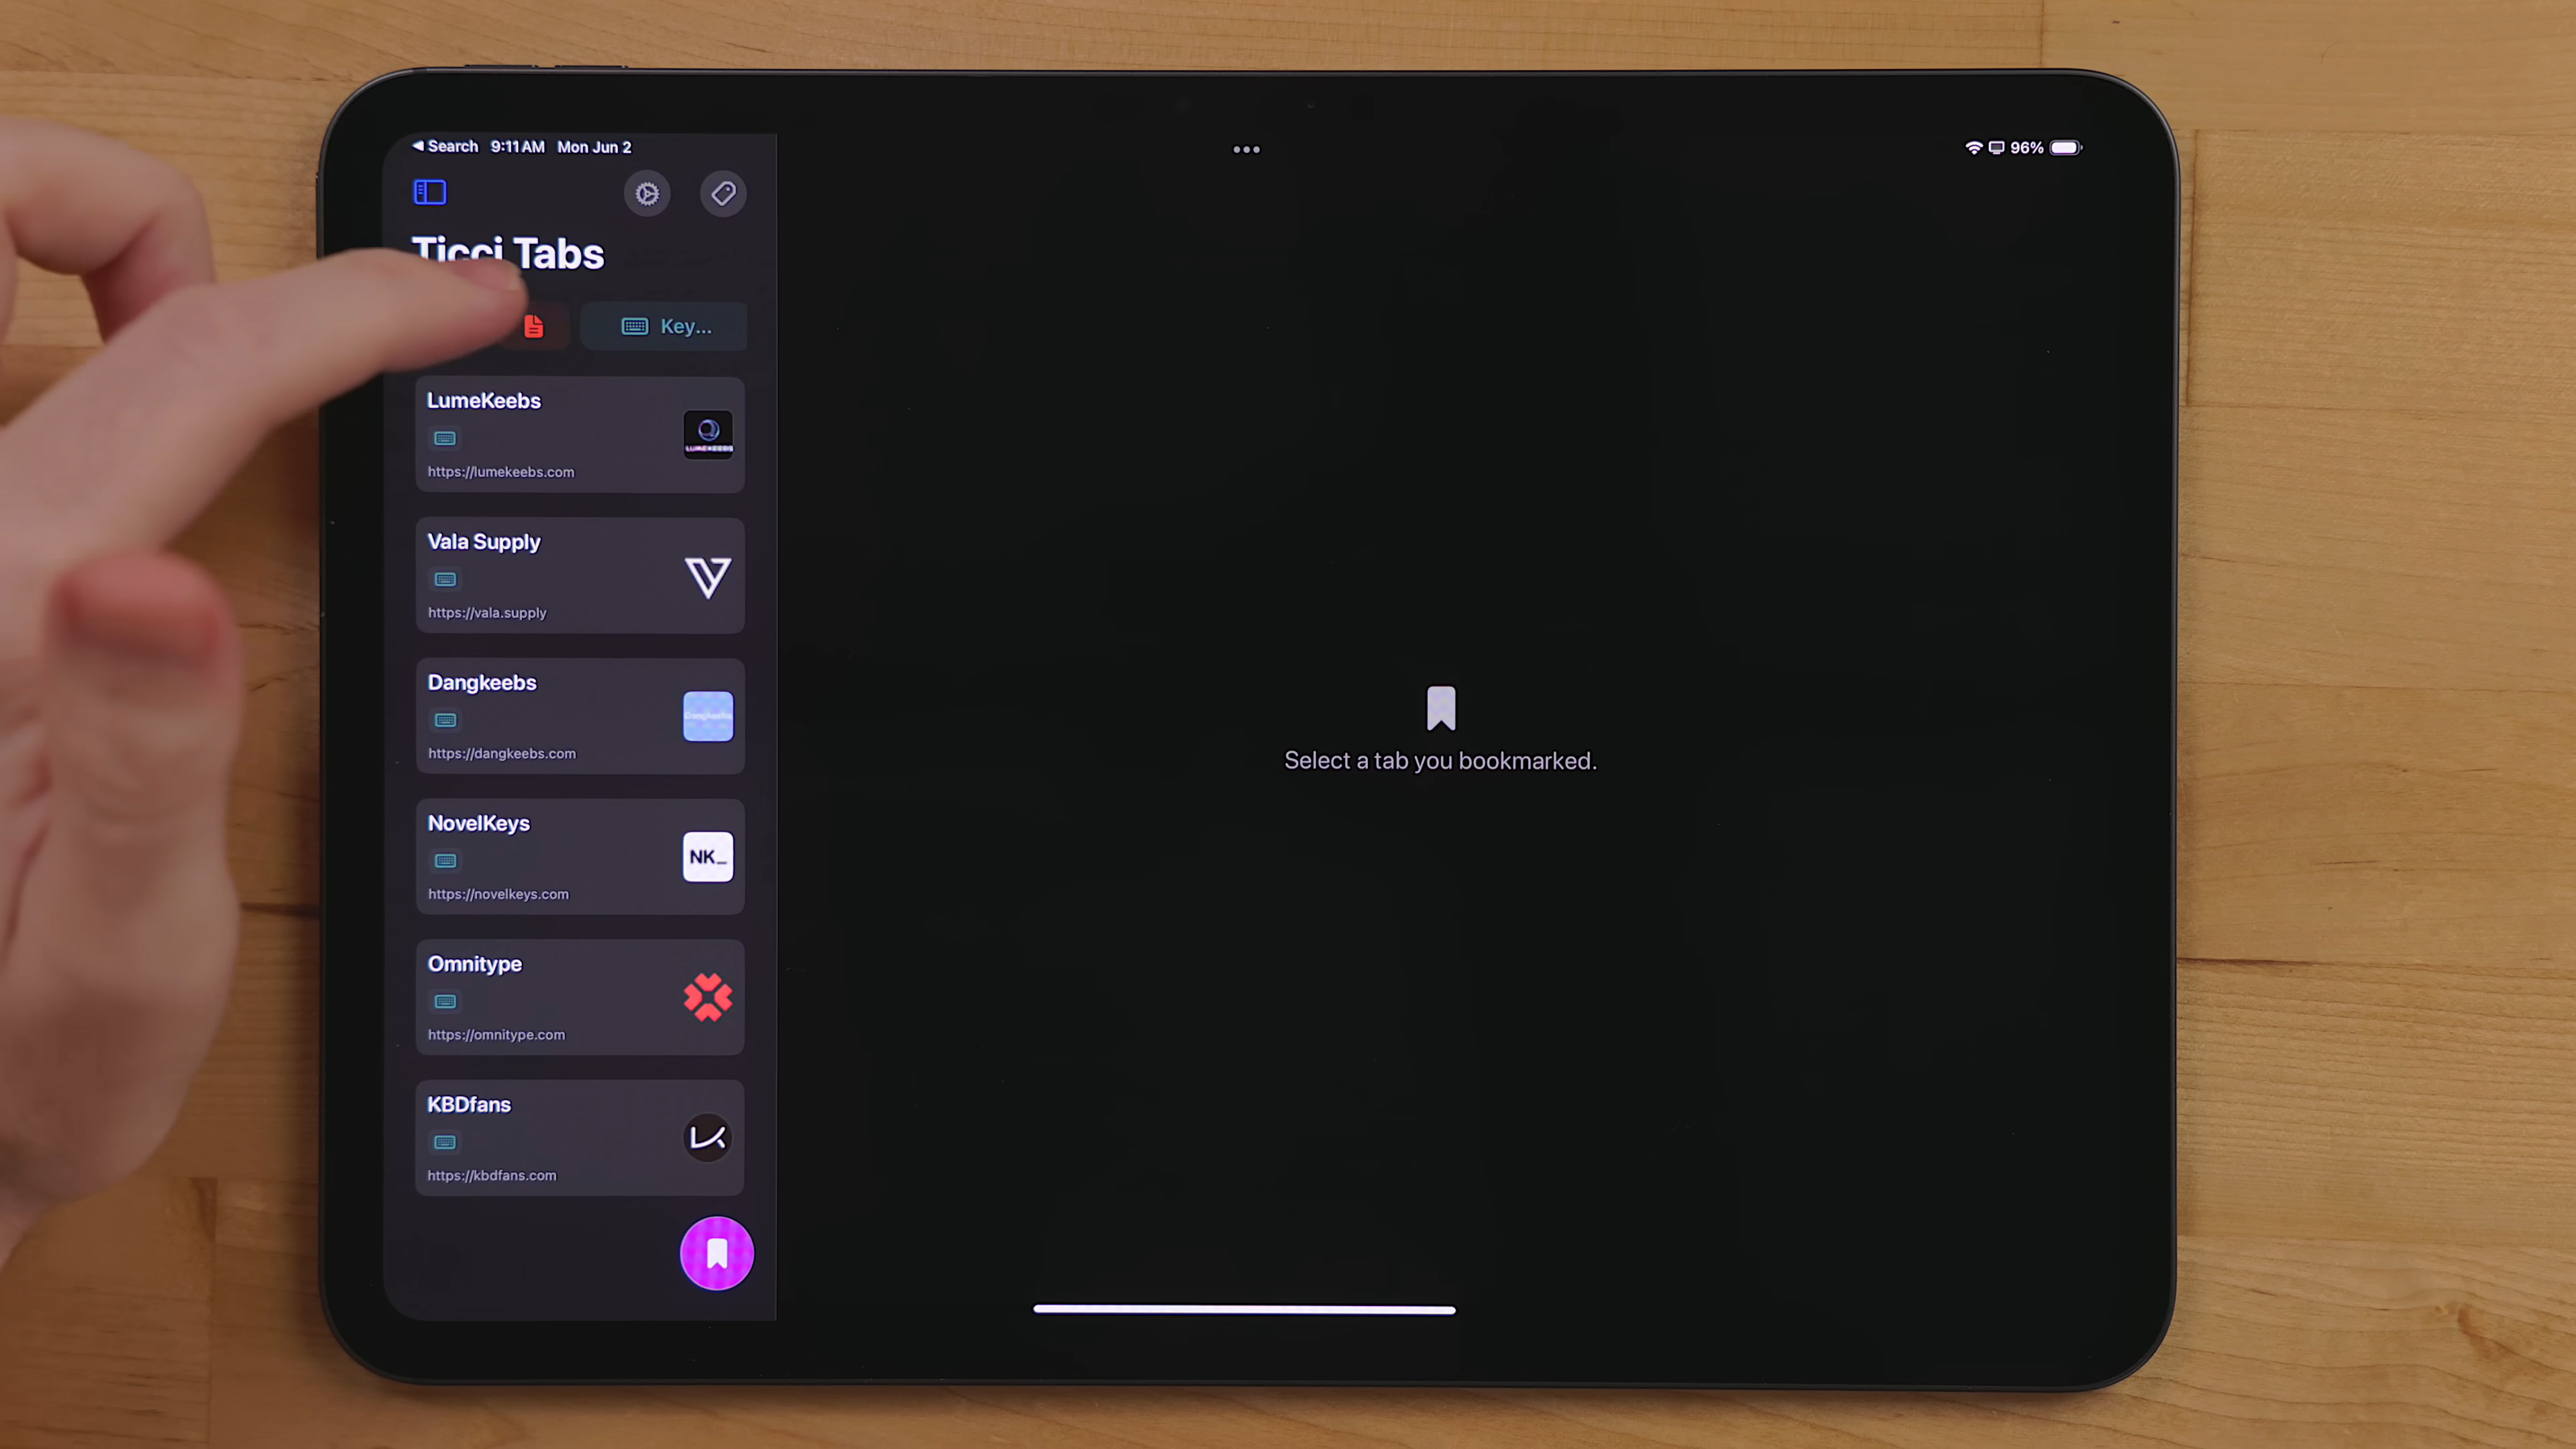 Search 9:11 AM Mon Jun 2
96%
Ticci Tabs
Key...
LumeKeebs
LUMEKEEBS
https://lumekeebs.com
Vala Supply
https://vala.supply
Dangkeebs
Dangkeebs
https://dangkeebs.com
NovelKeys
NK_
https://novelkeys.com
Omnitype
https://omnitype.com
KBDfans
https://kbdfans.com
Select a tab you bookmarked.